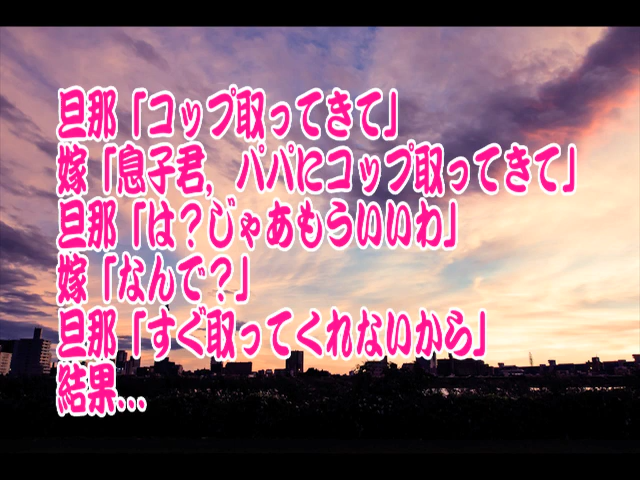 旦那「コップ取ってきて」
嫁「息子君，パパにコップ取ってきて」
旦那「は？じゃあもういいわ」
嫁「なんで？」
旦那「すぐ取ってくれないから」
結果…